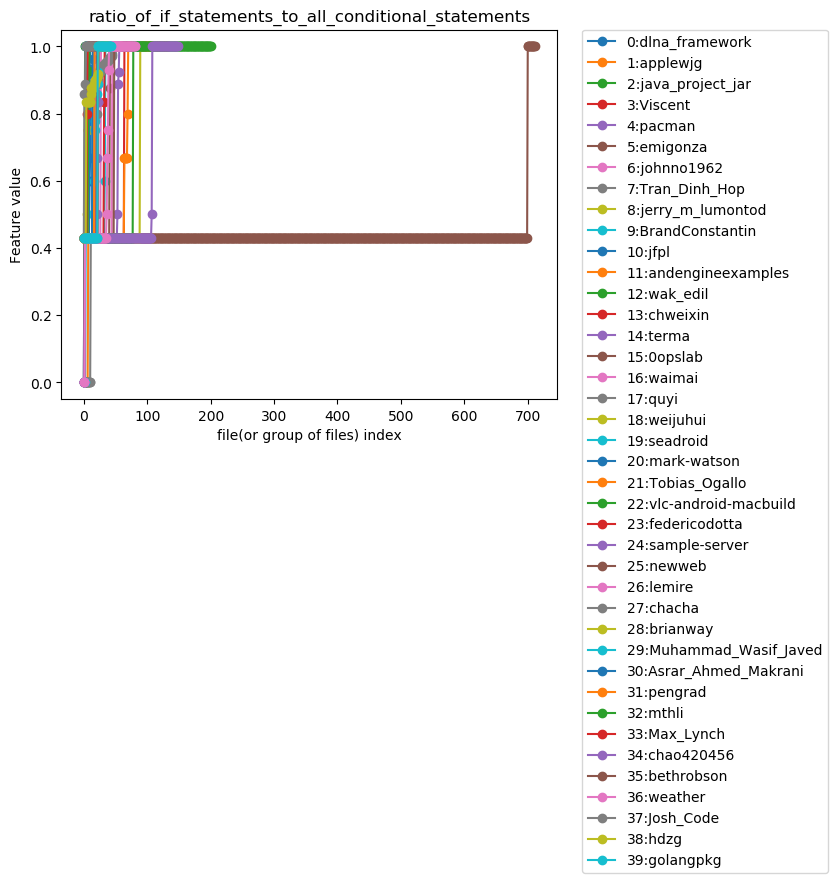 ratio_of_if_statements_to_all_conditional_statements
1.0
0.8
0.6
0.4
0.2
0.0
Feature value
0
100
200
300
400
500
600
700
file(or group of files) index
0:dlna_framework
1:applewjg
2:java_project_jar
3:Viscent
4:pacman
5:emigonza
6:johnno1962
7:Tran_Dinh_Hop
8:jerry_m_lumontod
9:BrandConstantin
10:jfpl
11:andengineexamples
12:wak_edil
13:chweixin
14:terma
15:0opslab
16:waimai
17:quyi
18:weijuhui
19:seadroid
20:mark-watson
21:Tobias_Ogallo
22:vlc-android-macbuild
23:federicodotta
24:sample-server
25:newweb
26:lemire
27:chacha
28:brianway
29:Muhammad_Wasif_Javed
30:Asrar_Ahmed_Makrani
31:pengrad
32:mthli
33:Max_Lynch
34:chao420456
35:bethrobson
36:weather
37:Josh_Code
38:hdzg
39:golangpkg